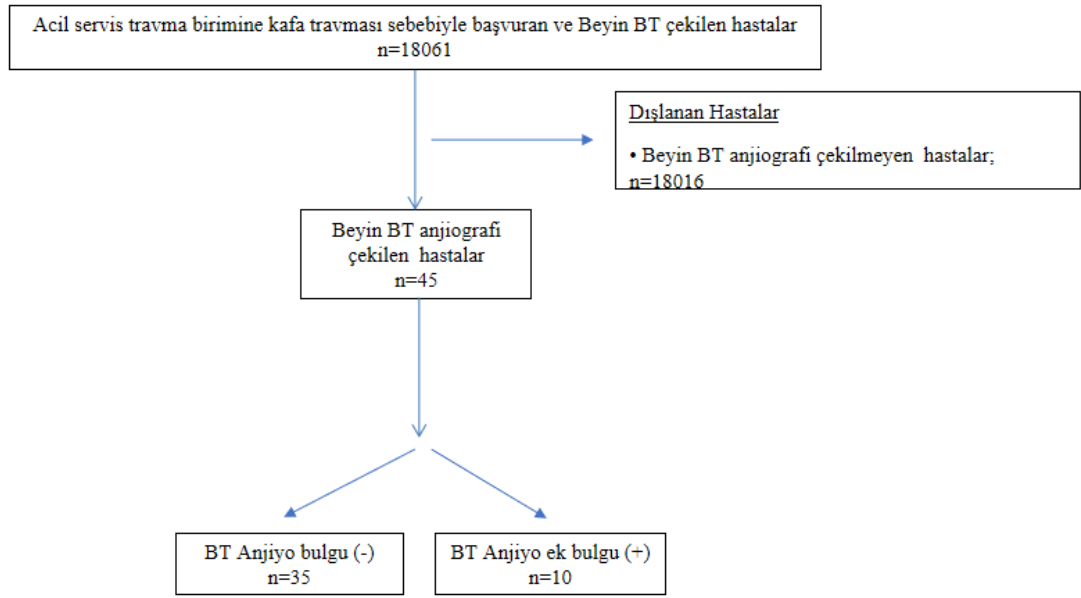 Acil servis travma birimine kafa travması sebebiyle başvuran ve Beyin BT çekilen hastalar
n=18061
Dışlanan Hastalar
• Beyin BT anjiografi çekilmeyen hastalar;
n=18016
Beyin BT anjiografi
çekilen hastalar
n=45
BT Anjiyo bulgu (-)
n=35
BT Anjiyo ek bulgu (+)
n=10